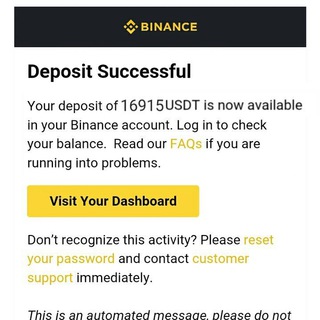 BINANCE
Deposit Successful
Your deposit of 16915USDT is now available
in your Binance account. Log in to check
your balance. Read our FAQs if you are
running into problems.
Visit Your Dashboard
Don't recognize this activity? Please reset
your password and contact customer
support immediately.
This is an automated message, please do not